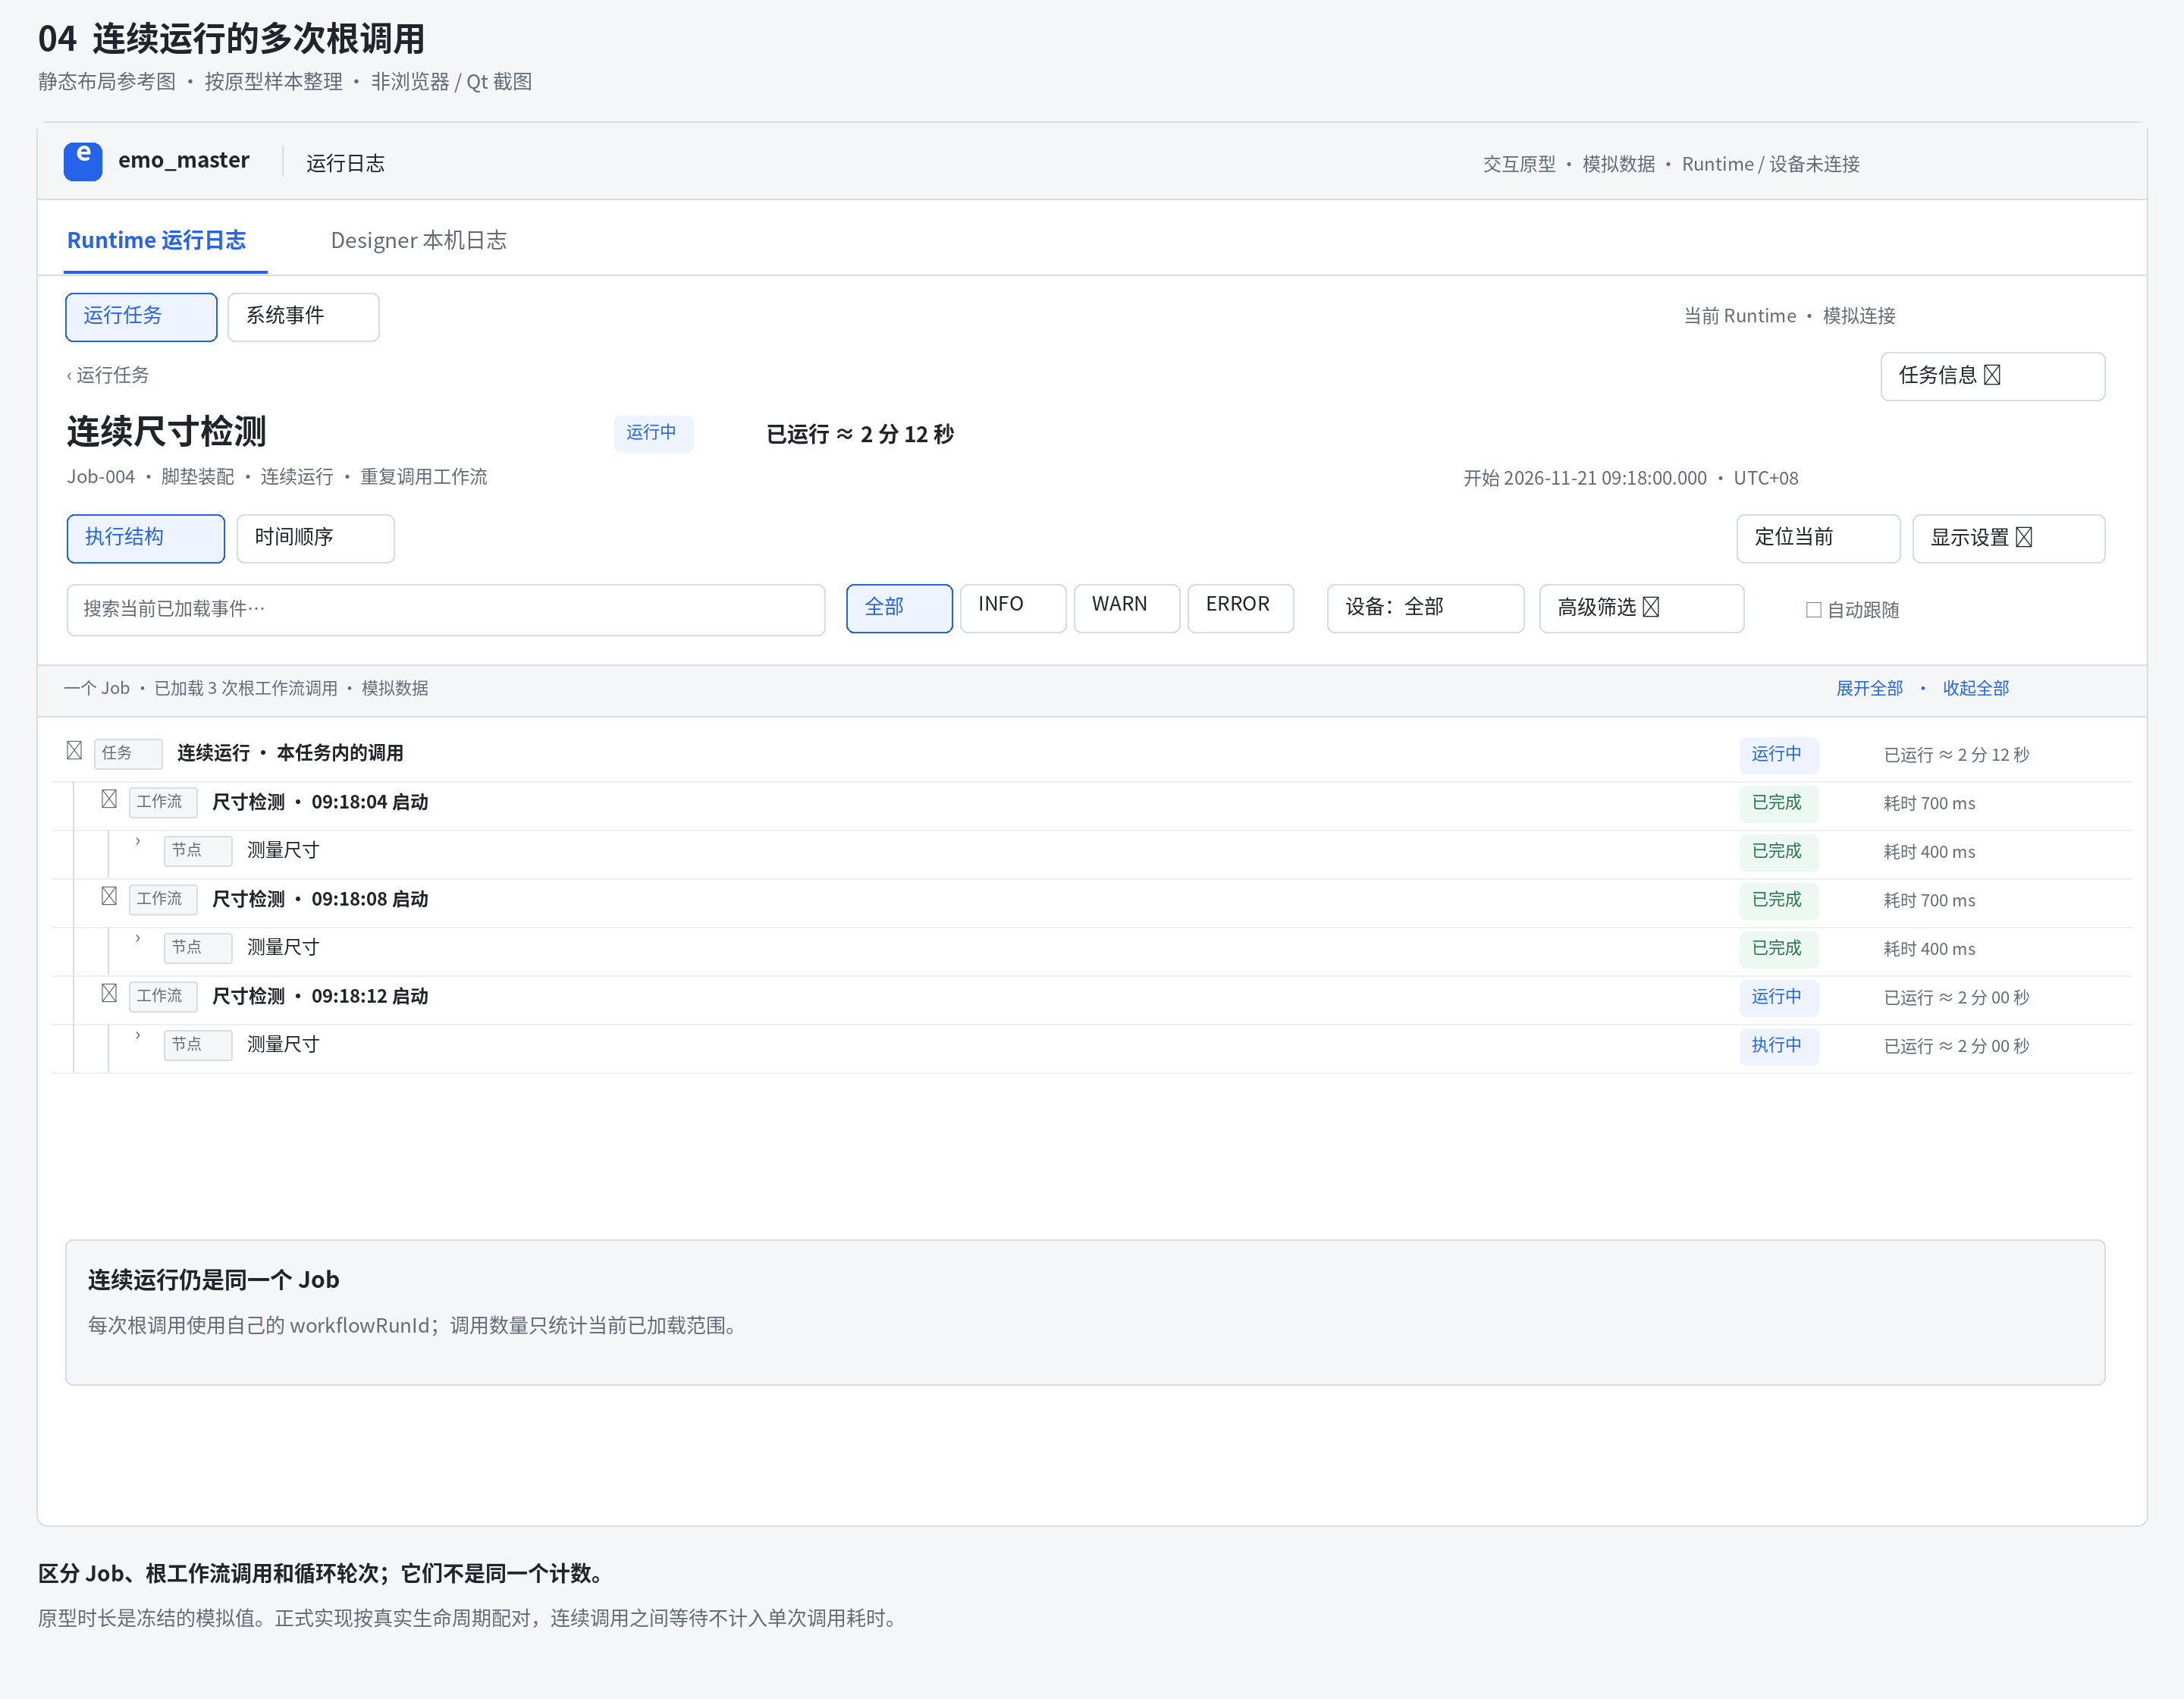 04 连续运行的多次根调用
静态布局参考图 · 按原型样本整理 · 非浏览器 / Qt 截图
e emo_master 运行日志 交互原型 · 模拟数据 · Runtime / 设备未连接
Runtime 运行日志 Designer 本机日志
运行任务 系统事件 当前 Runtime · 模拟连接
‹ 运行任务 任务信息
连续尺寸检测 运行中 已运行 ≈ 2 分 12 秒
Job-004 · 脚垫装配 · 连续运行 · 重复调用工作流 开始 2026-11-21 09:18:00.000 · UTC+08
执行结构 时间顺序 定位当前 显示设置
搜索当前已加载事件… 全部 INFO WARN ERROR 设备：全部 高级筛选 □ 自动跟随
一个 Job · 已加载 3 次根工作流调用 · 模拟数据 展开全部 · 收起全部
任务 连续运行 · 本任务内的调用 运行中 已运行 ≈ 2 分 12 秒
工作流 尺寸检测 · 09:18:04 启动 已完成 耗时 700 ms
› 节点 测量尺寸 已完成 耗时 400 ms
工作流 尺寸检测 · 09:18:08 启动 已完成 耗时 700 ms
› 节点 测量尺寸 已完成 耗时 400 ms
工作流 尺寸检测 · 09:18:12 启动 运行中 已运行 ≈ 2 分 00 秒
› 节点 测量尺寸 执行中 已运行 ≈ 2 分 00 秒
连续运行仍是同一个 Job
每次根调用使用自己的 workflowRunId；调用数量只统计当前已加载范围。
区分 Job、根工作流调用和循环轮次；它们不是同一个计数。
原型时长是冻结的模拟值。正式实现按真实生命周期配对，连续调用之间等待不计入单次调用耗时。